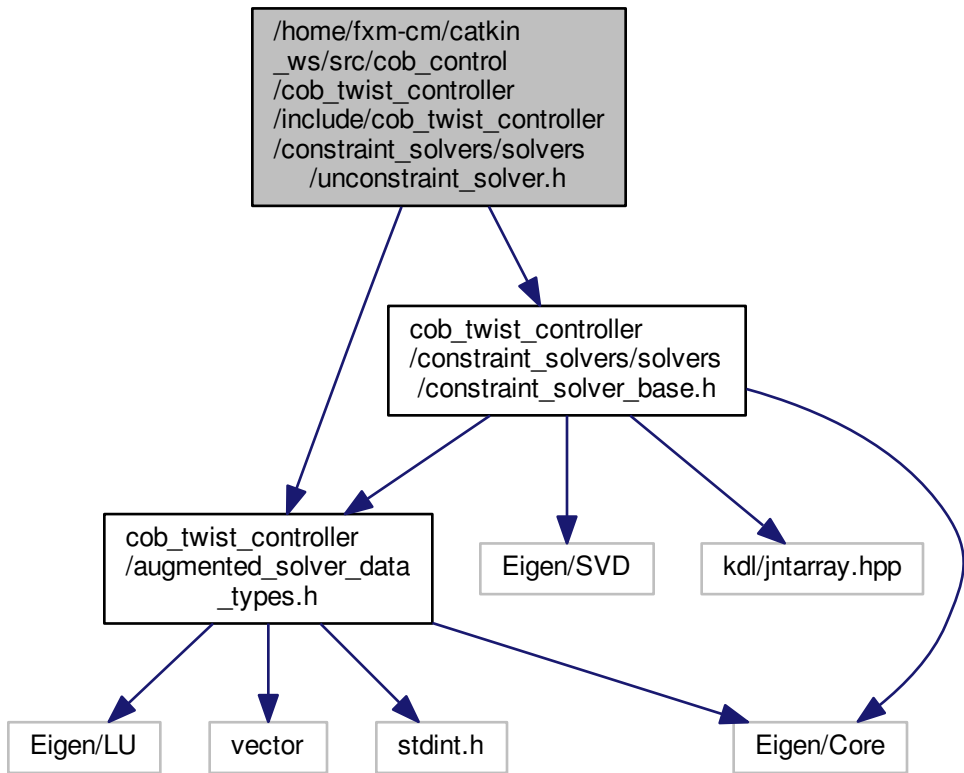 /home/fxm-cm/catkin
_ws/src/cob_control
/cob_twist_controller
/include/cob_twist_controller
/constraint_solvers/solvers
/unconstraint_solver.h
cob_twist_controller
/constraint_solvers/solvers
/constraint_solver_base.h
cob_twist_controller
/augmented_solver_data
_types.h
Eigen/SVD
kdl/jntarray.hpp
Eigen/LU
vector
stdint.h
Eigen/Core